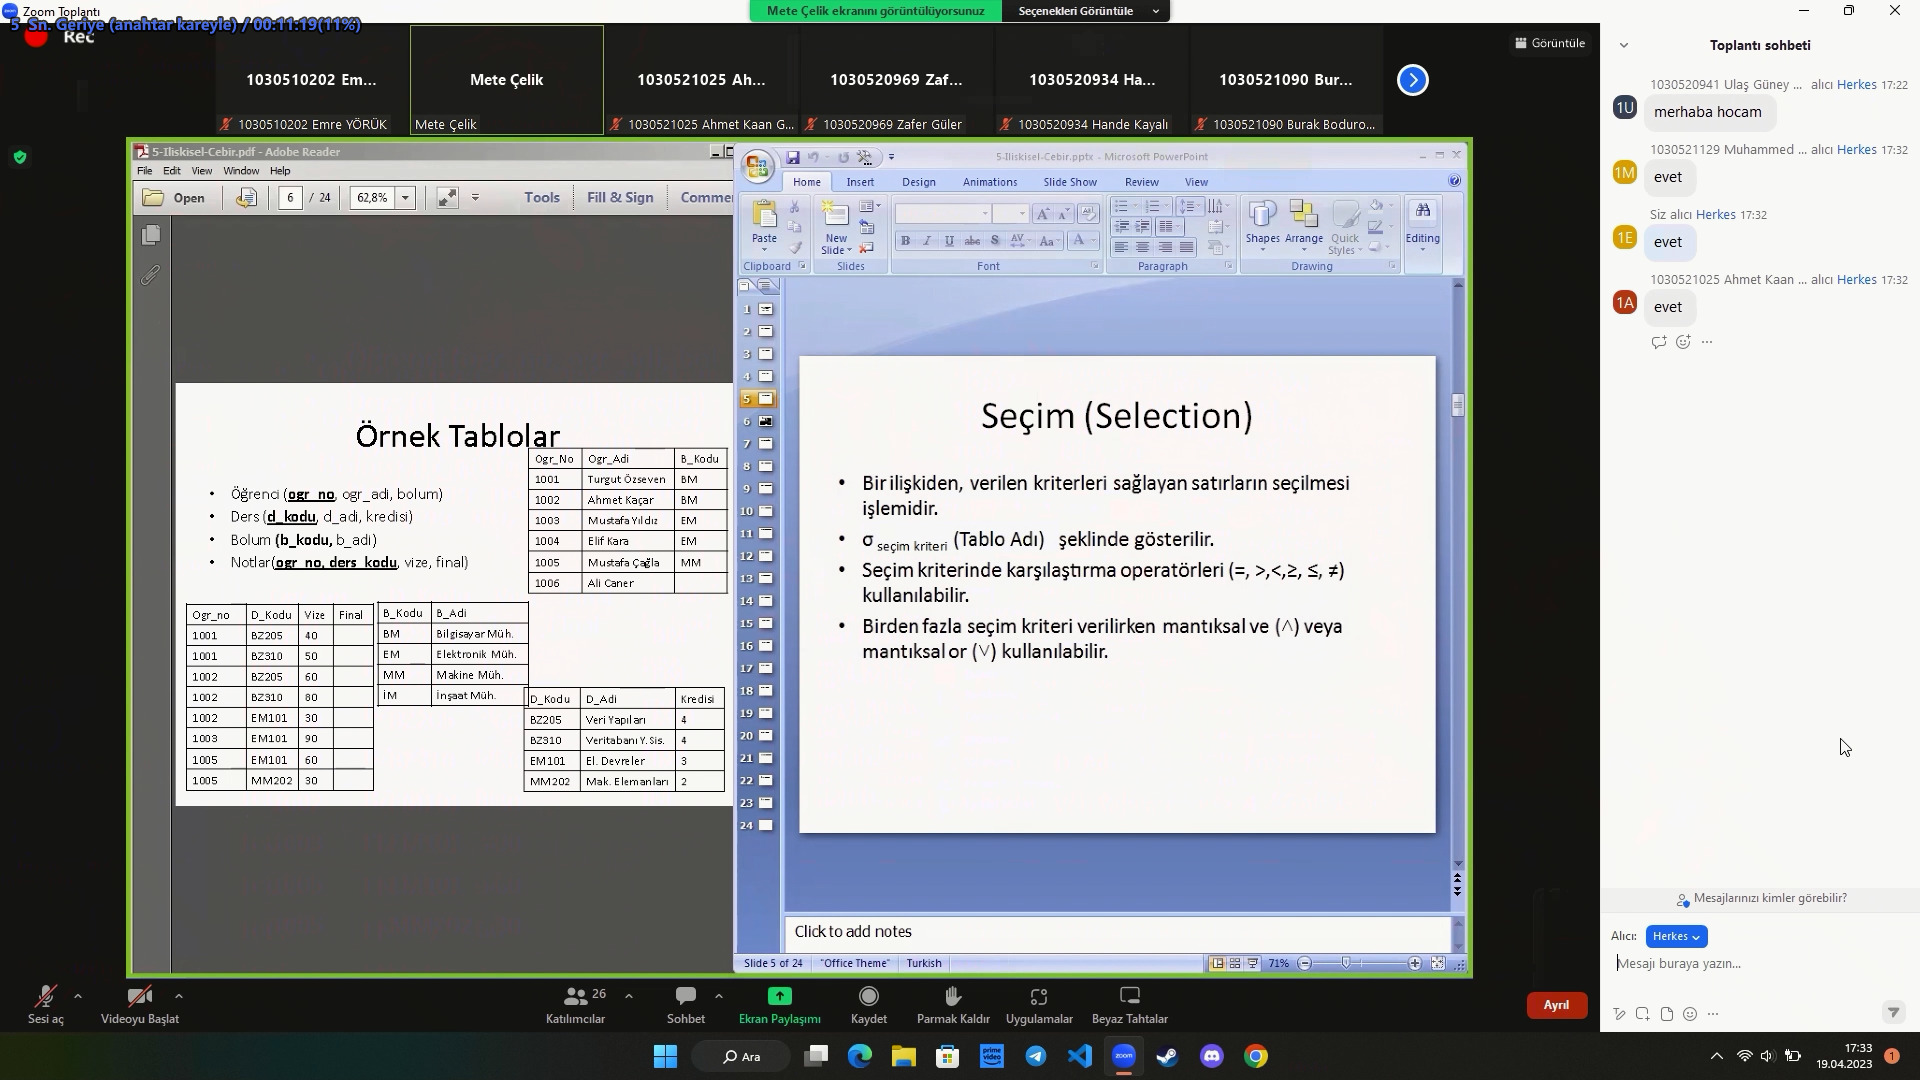 Zoom Toplantı
5 Sn. Geriye (anahtar kareyle) / 00:11:19(11%)
Rec
Mete Çelik ekranını görüntülüyorsunuz
Seçenekleri Görüntüle
Görüntüle
1030510202 Em...
Mete Çelik
1030521025 Ah...
1030520969 Zaf...
1030520934 Ha...
1030521090 Bur...
1030510202 Emre YÖRÜK
Mete Çelik
1030521025 Ahmet Kaan G...
1030520969 Zafer Güler
1030520934 Hande Kayalı
1030521090 Burak Boduro...
5-Iliskisel-Cebir.pdf - Adobe Reader
File Edit View Window Help
Open
6 / 24
62,8%
Tools
Fill & Sign
Comme
Örnek Tablolar
• Öğrenci (ogr_no, ogr_adi, bolum)
• Ders (d_kodu, d_adi, kredisi)
• Bolum (b_kodu, b_adi)
• Notlar(ogr_no, ders_kodu, vize, final)
Ogr_No Ogr_Adi B_Kodu
1001 Turgut Özseven BM
1002 Ahmet Kaçar BM
1003 Mustafa Yıldız EM
1004 Elif Kara EM
1005 Mustafa Çağla MM
1006 Ali Caner
Ogr_no D_Kodu Vize Final
1001 BZ205 40
1001 BZ310 50
1002 BZ205 60
1002 BZ310 80
1002 EM101 30
1003 EM101 90
1005 EM101 60
1005 MM202 30
B_Kodu B_Adi
BM Bilgisayar Müh.
EM Elektronik Müh.
MM Makine Müh.
İM İnşaat Müh.
D_Kodu D_Adi Kredisi
BZ205 Veri Yapıları 4
BZ310 Veritabanı Y. Sis. 4
EM101 El. Devreler 3
MM202 Mak. Elemanları 2
5-Iliskisel-Cebir.pptx - Microsoft PowerPoint
Home Insert Design Animations Slide Show Review View
Paste
New Slide
Shapes Arrange Quick Styles
Editing
Clipboard Slides Font Paragraph Drawing
1
2
3
4
5
6
7
8
9
10
11
12
13
14
15
16
17
18
19
20
21
22
23
24
Seçim (Selection)
• Bir ilişkiden, verilen kriterleri sağlayan satırların seçilmesi
işlemidir.
• σ seçim kriteri (Tablo Adı) şeklinde gösterilir.
• Seçim kriterinde karşılaştırma operatörleri (=, >,<,≥, ≤, ≠)
kullanılabilir.
• Birden fazla seçim kriteri verilirken mantıksal ve (^) veya
mantıksal or (˅) kullanılabilir.
Click to add notes
Slide 5 of 24
"Office Theme"
Turkish
71%
Toplantı sohbeti
1030520941 Ulaş Güney ... alıcı Herkes 17:22
1U
merhaba hocam
1030521129 Muhammed ... alıcı Herkes 17:32
1M
evet
Siz alıcı Herkes 17:32
1E
evet
1030521025 Ahmet Kaan ... alıcı Herkes 17:32
1A
evet
Mesajlarınızı kimler görebilir?
Alıcı: Herkes
Mesajı buraya yazın...
Sesi aç
Videoyu Başlat
26
Katılımcılar
Sohbet
Ekran Paylaşımı
Kaydet
Parmak Kaldır
Uygulamalar
Beyaz Tahtalar
Ayrıl
Ara
prime video
zoom
17:33
19.04.2023
1